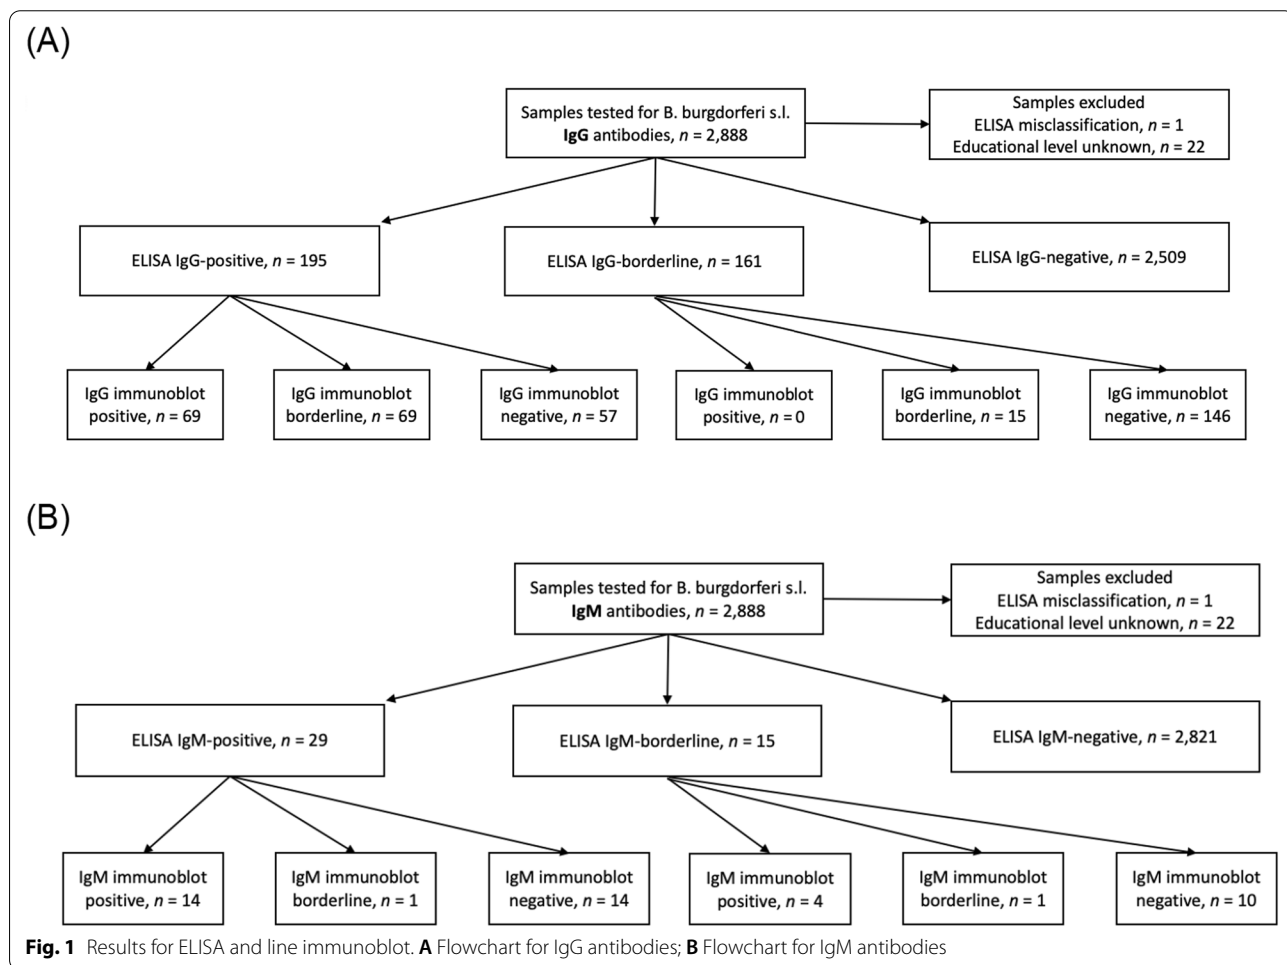 (A)
Samples tested for B. burgdorferi s.l.
IgG antibodies, n = 2,888
Samples excluded
ELISA misclassification, n = 1
Educational level unknown, n = 22
ELISA IgG-positive, n = 195
ELISA IgG-borderline, n = 161
ELISA IgG-negative, n = 2,509
IgG immunoblot
positive, n = 69
IgG immunoblot
borderline, n = 69
IgG immunoblot
negative, n = 57
IgG immunoblot
positive, n = 0
IgG immunoblot
borderline, n = 15
IgG immunoblot
negative, n = 146
(B)
Samples tested for B. burgdorferi s.l.
IgM antibodies, n = 2,888
Samples excluded
ELISA misclassification, n = 1
Educational level unknown, n = 22
ELISA IgM-positive, n = 29
ELISA IgM-borderline, n = 15
ELISA IgM-negative, n = 2,821
IgM immunoblot
positive, n = 14
IgM immunoblot
borderline, n = 1
IgM immunoblot
negative, n = 14
IgM immunoblot
positive, n = 4
IgM immunoblot
borderline, n = 1
IgM immunoblot
negative, n = 10
Fig. 1 Results for ELISA and line immunoblot. A Flowchart for IgG antibodies; B Flowchart for IgM antibodies